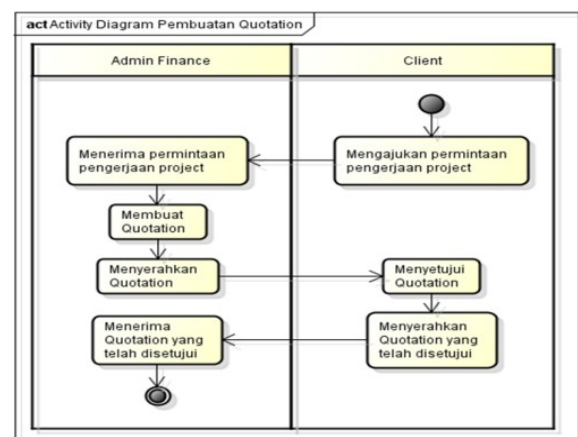 act Activity Diagram Pembuatan Quotation
Admin Finance
Client
Mengajukan permintaan
pengerjaan project
Menerima permintaan
pengerjaan project
Membuat
Quotation
Menyerahkan
Quotation
Menyetujui
Quotation
Menyerahkan
Quotation yang
telah disetujui
Menerima
Quotation yang
telah disetujui